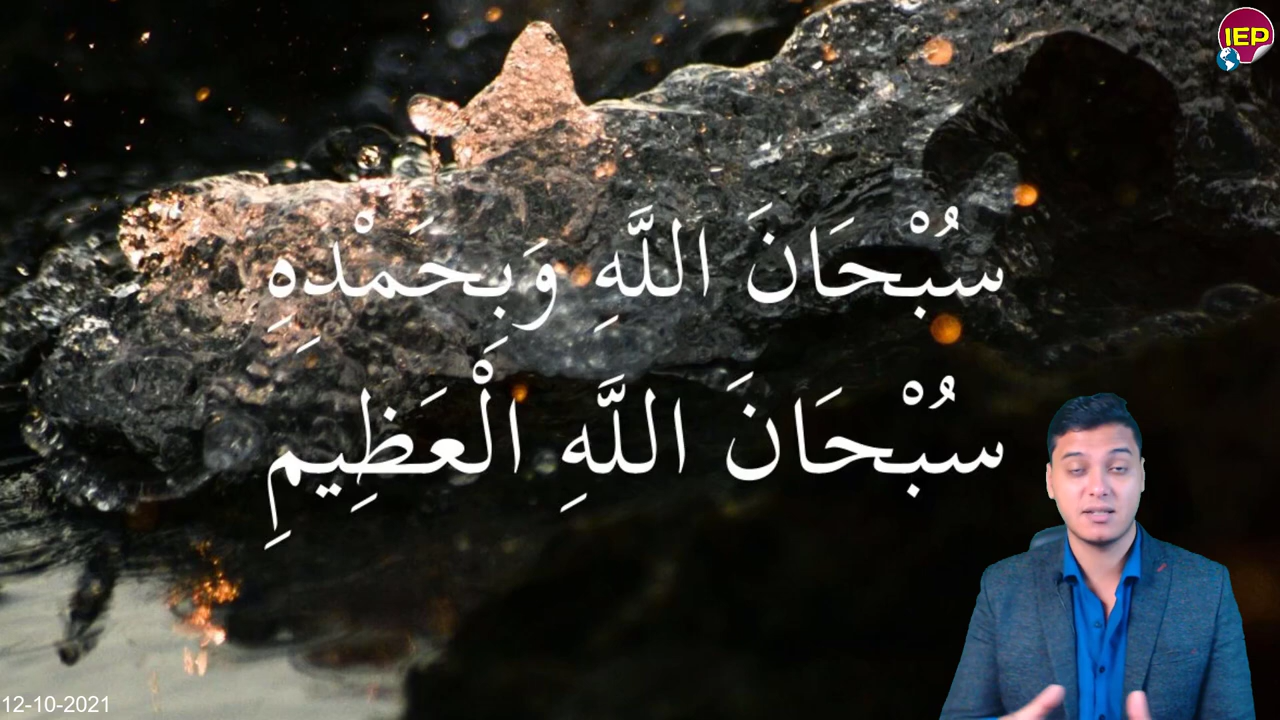 IEP
سُبْحَانَ اللَّهِ وَبِحَمْدِهِ
سُبْحَانَ اللَّهِ الْعَظِيمِ
12-10-2021